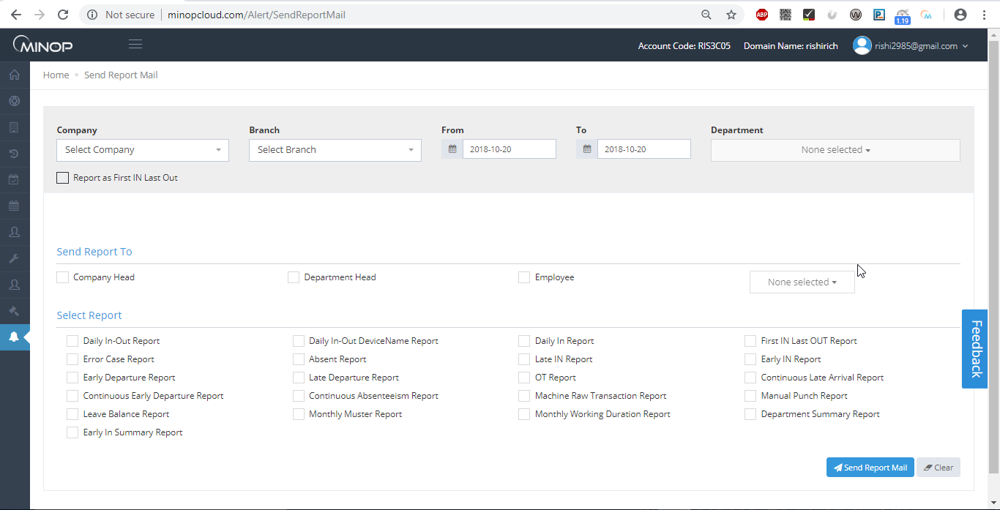 Not secure | minopcloud.com/Alert/SendReportMail
ABP
W
P
1.19
MINOP
Account Code: RIS3C05 Domain Name: rishirich rishi2985@gmail.com
Home • Send Report Mail
Company Branch From To Department
Select Company Select Branch 2018-10-20 2018-10-20 None selected
Report as First IN Last Out
Send Report To
Company Head Department Head Employee None selected
Select Report
Daily In-Out Report Daily In-Out DeviceName Report Daily In Report First IN Last OUT Report
Error Case Report Absent Report Late IN Report Early IN Report
Early Departure Report Late Departure Report OT Report Continuous Late Arrival Report
Continuous Early Departure Report Continuous Absenteeism Report Machine Raw Transaction Report Manual Punch Report
Leave Balance Report Monthly Muster Report Monthly Working Duration Report Department Summary Report
Early In Summary Report
Feedback
Send Report Mail Clear